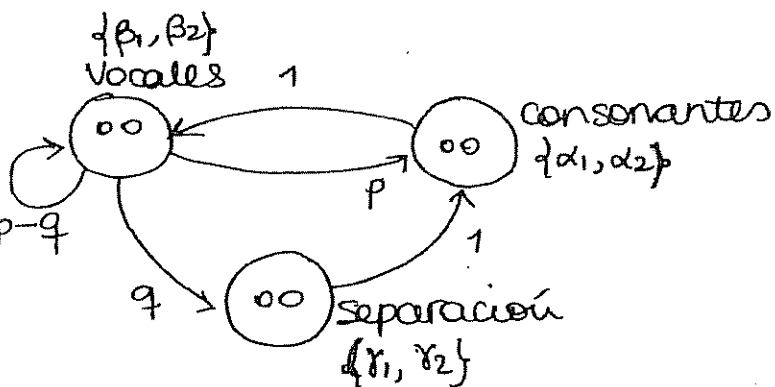 {β₁, β₂}
vocales
1
consonantes
{α₁, α₂}
p
p-q
1
q
separación
{γ₁, γ₂}